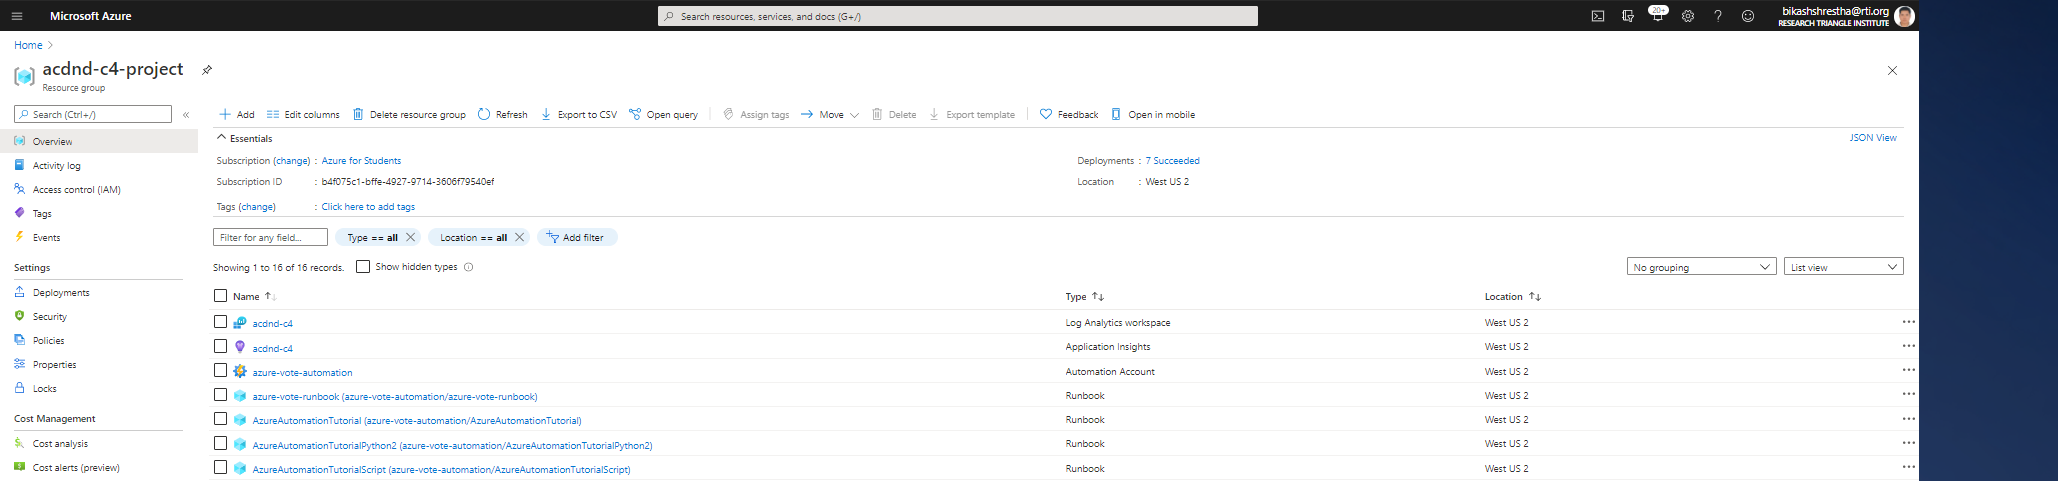 Microsoft Azure
Search resources, services, and docs (G+/)
20+
bikashshrestha@rti.org
RESEARCH TRIANGLE INSTITUTE
Home
acdnd-c4-project
Resource group
Search (Ctrl+/)
Overview
Activity log
Access control (IAM)
Tags
Events
Settings
Deployments
Security
Policies
Properties
Locks
Cost Management
Cost analysis
Cost alerts (preview)
Add Edit columns Delete resource group Refresh Export to CSV Open query Assign tags Move Delete Export template Feedback Open in mobile
Essentials JSON View
Subscription (change) : Azure for Students Deployments : 7 Succeeded
Subscription ID : b4f075c1-bffe-4927-9714-3606f79540ef Location : West US 2
Tags (change) : Click here to add tags
Filter for any field... Type == all Location == all Add filter
Showing 1 to 16 of 16 records. Show hidden types No grouping List view
Name Type Location
acdnd-c4 Log Analytics workspace West US 2
acdnd-c4 Application Insights West US 2
azure-vote-automation Automation Account West US 2
azure-vote-runbook (azure-vote-automation/azure-vote-runbook) Runbook West US 2
AzureAutomationTutorial (azure-vote-automation/AzureAutomationTutorial) Runbook West US 2
AzureAutomationTutorialPython2 (azure-vote-automation/AzureAutomationTutorialPython2) Runbook West US 2
AzureAutomationTutorialScript (azure-vote-automation/AzureAutomationTutorialScript) Runbook West US 2